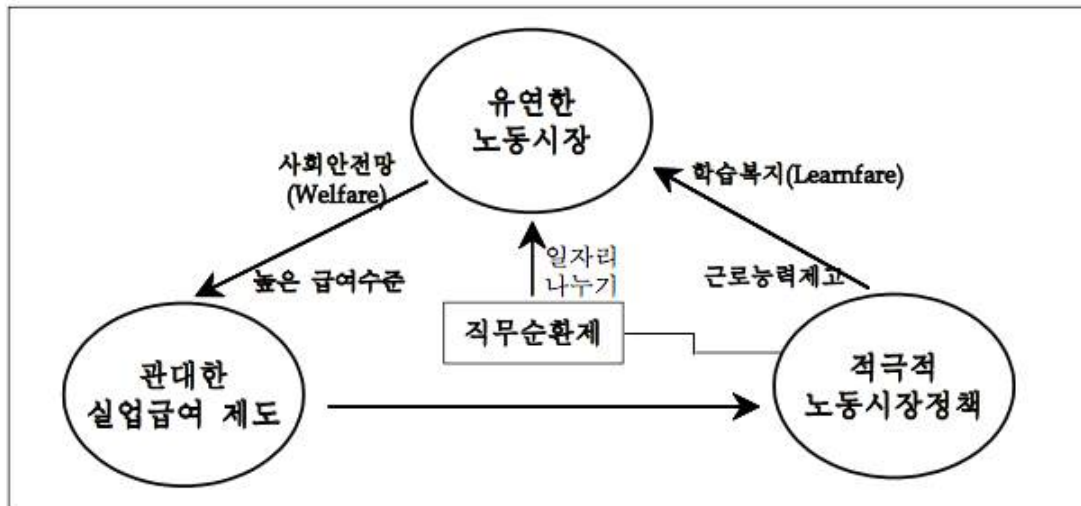 유연한
노동시장
사회안전망
(Welfare)
학습복지(Learnfare)
높은 급여수준
일자리
나누기
근로능력제고
직무순환제
관대한
실업급여 제도
적극적
노동시장정책